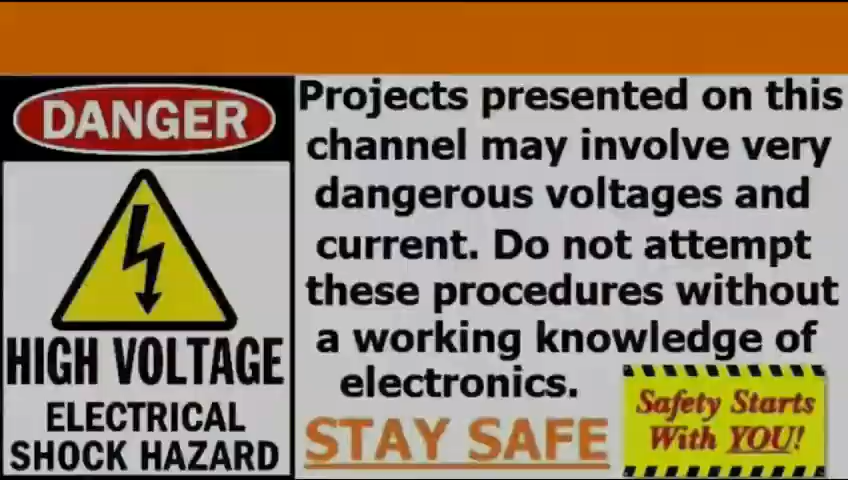 DANGER
HIGH VOLTAGE
ELECTRICAL
SHOCK HAZARD
Projects presented on this
channel may involve very
dangerous voltages and
current. Do not attempt
these procedures without
a working knowledge of
electronics.
STAY SAFE
Safety Starts
With YOU!